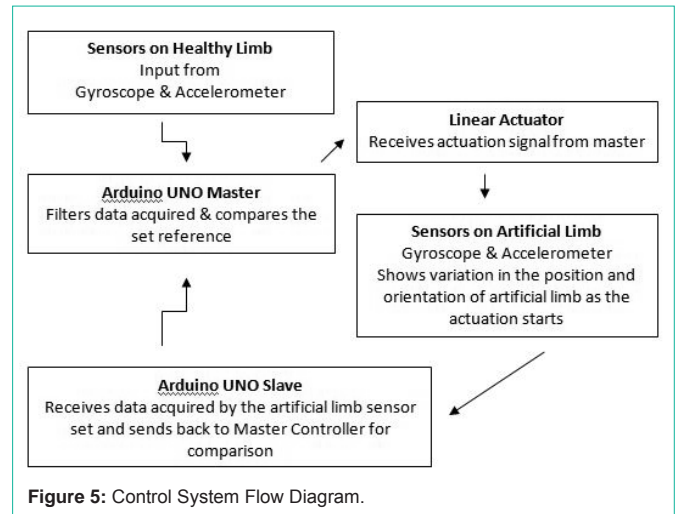 Sensors on Healthy Limb
Input from
Gyroscope & Accelerometer
Linear Actuator
Receives actuation signal from master
Arduino UNO Master
Filters data acquired & compares the
set reference
Sensors on Artificial Limb
Gyroscope & Accelerometer
Shows variation in the position and
orientation of artificial limb as the
actuation starts
Arduino UNO Slave
Receives data acquired by the artificial limb sensor
set and sends back to Master Controller for
comparison
Figure 5: Control System Flow Diagram.